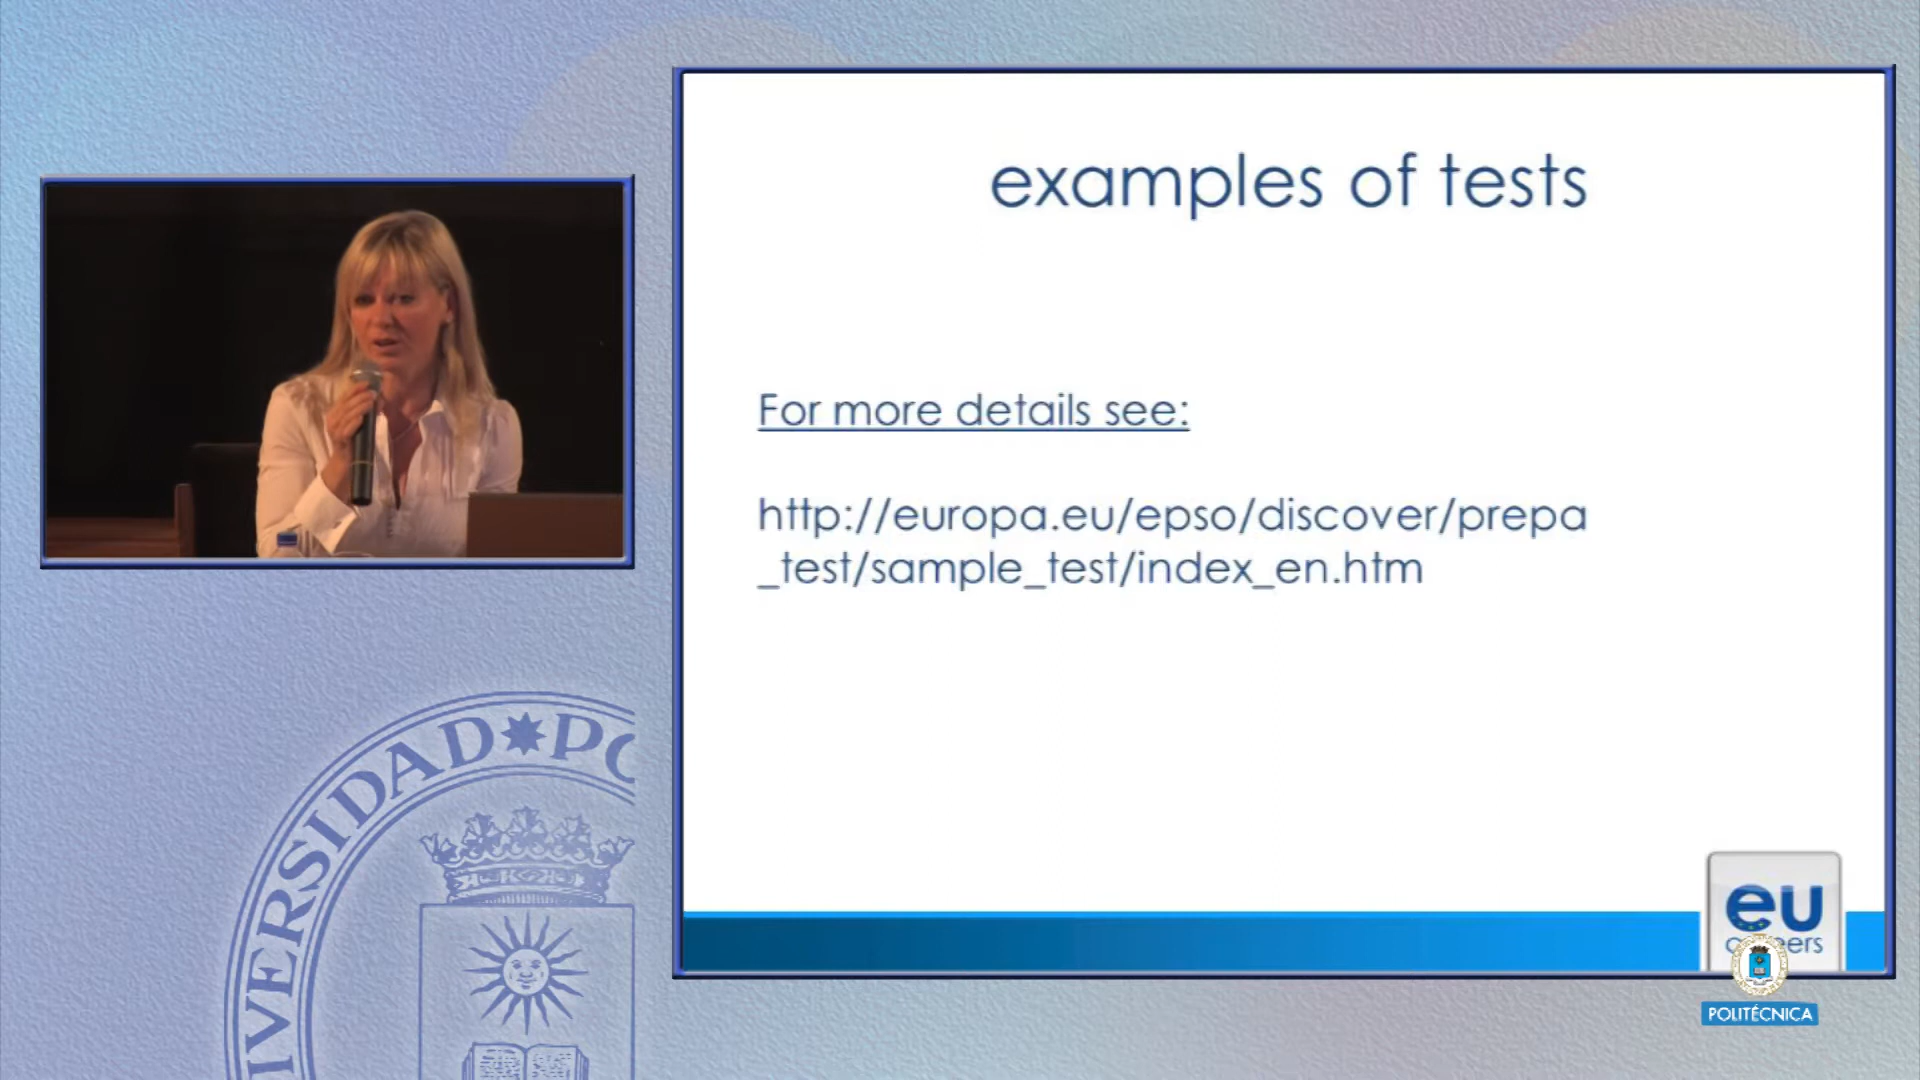 examples of tests
For more details see:
http://europa.eu/epso/discover/prepa
_test/sample_test/index_en.htm
eu
POLITÉCNICA